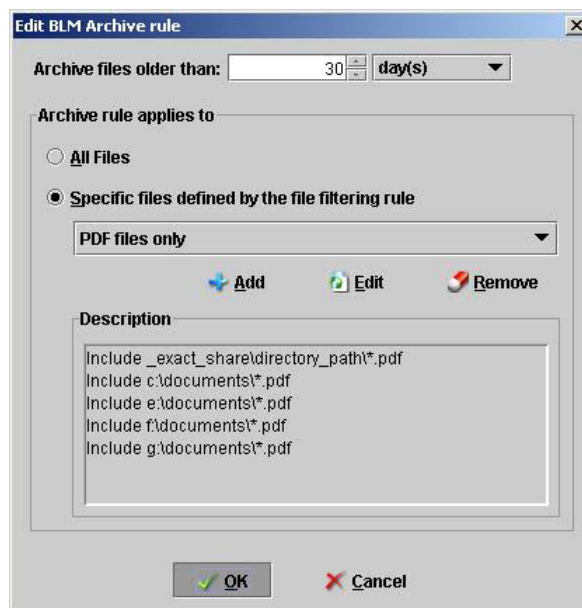 Edit BLM Archive rule
Archive files older than: 30 day(s)
Archive rule applies to
All Files
Specific files defined by the file filtering rule
PDF files only
Add Edit Remove
Description
Include _exact_share\directory_path\*.pdf
Include c:\documents\*.pdf
Include e:\documents\*.pdf
Include f:\documents\*.pdf
Include g:\documents\*.pdf
OK Cancel